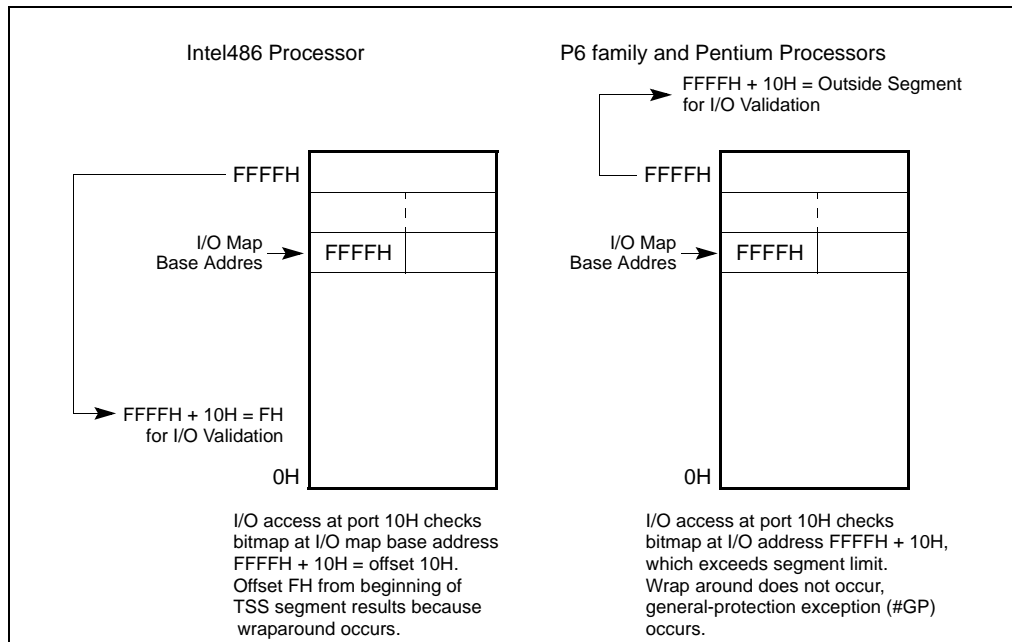 Intel486 Processor
FFFFH
I/O Map
Base Addres
FFFFH
FFFFH + 10H = FH
for I/O Validation
0H
I/O access at port 10H checks
bitmap at I/O map base address
FFFFH + 10H = offset 10H.
Offset FH from beginning of
TSS segment results because
wraparound occurs.
P6 family and Pentium Processors
FFFFH + 10H = Outside Segment
for I/O Validation
FFFFH
I/O Map
Base Addres
FFFFH
0H
I/O access at port 10H checks
bitmap at I/O address FFFFH + 10H,
which exceeds segment limit.
Wrap around does not occur,
general-protection exception (#GP)
occurs.